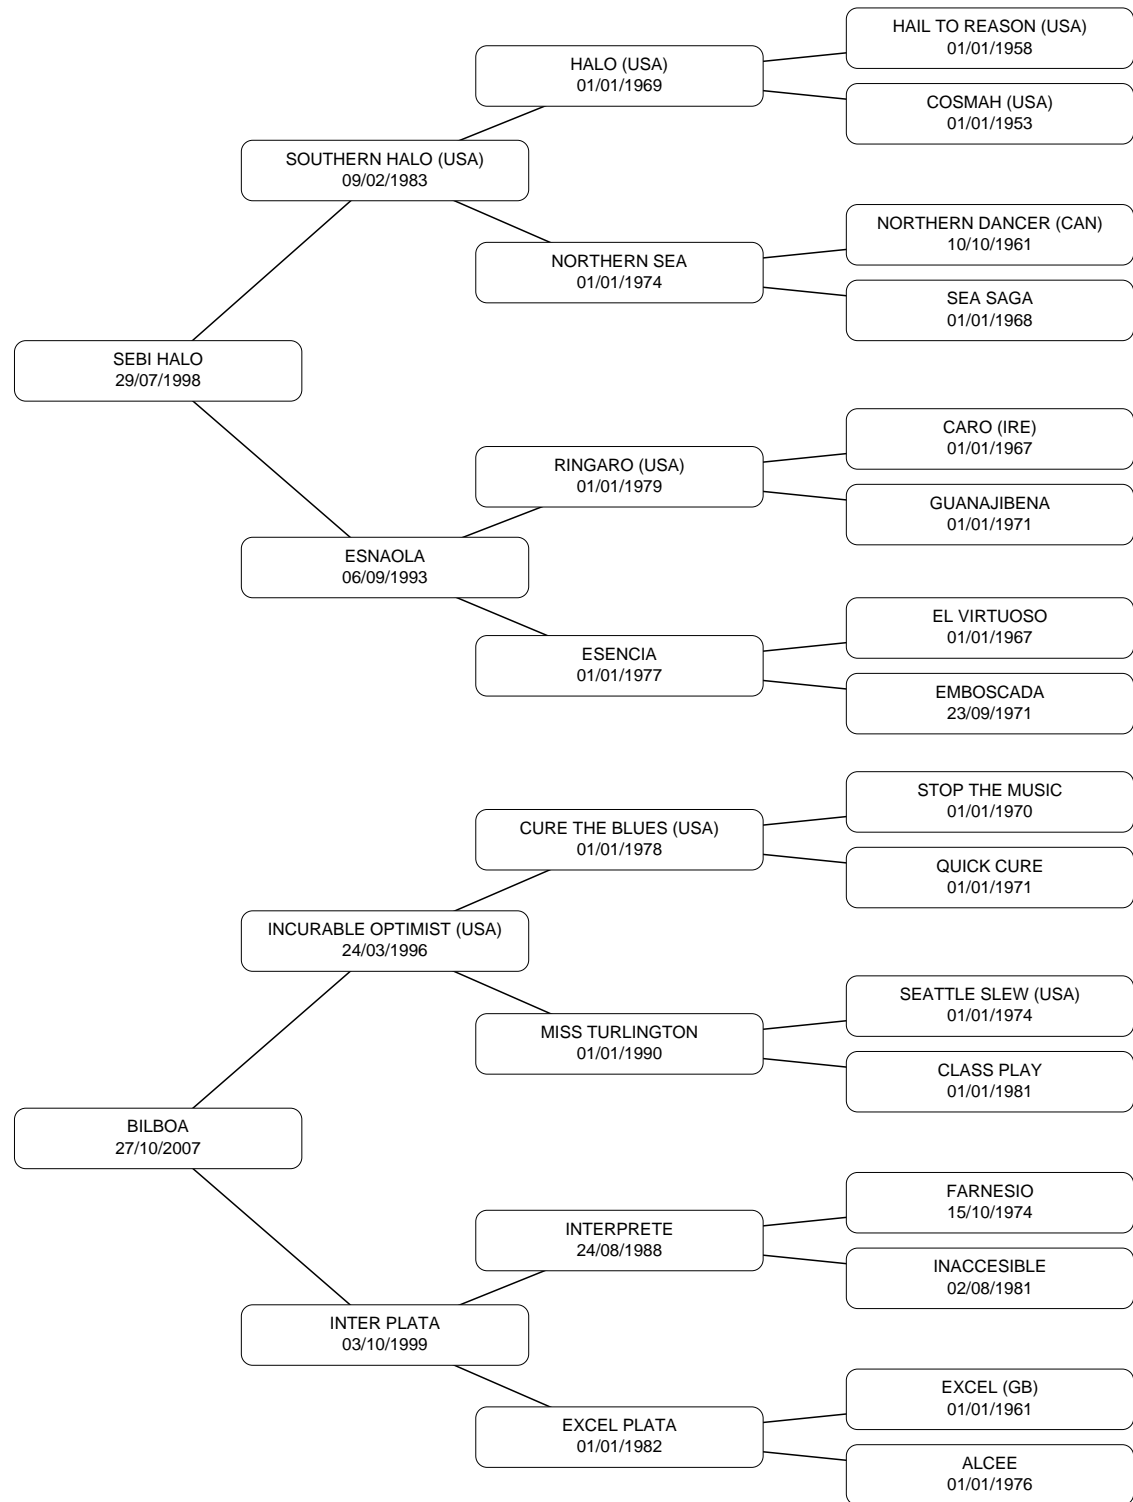 HAIL TO REASON (USA)
01/01/1958
HALO (USA)
01/01/1969
COSMAH (USA)
01/01/1953
SOUTHERN HALO (USA)
09/02/1983
NORTHERN DANCER (CAN)
10/10/1961
NORTHERN SEA
01/01/1974
SEA SAGA
01/01/1968
SEBI HALO
29/07/1998
CARO (IRE)
01/01/1967
RINGARO (USA)
01/01/1979
GUANAJIBENA
01/01/1971
ESNAOLA
06/09/1993
EL VIRTUOSO
01/01/1967
ESENCIA
01/01/1977
EMBOSCADA
23/09/1971
STOP THE MUSIC
01/01/1970
CURE THE BLUES (USA)
01/01/1978
QUICK CURE
01/01/1971
INCURABLE OPTIMIST (USA)
24/03/1996
SEATTLE SLEW (USA)
01/01/1974
MISS TURLINGTON
01/01/1990
CLASS PLAY
01/01/1981
BILBOA
27/10/2007
FARNESIO
15/10/1974
INTERPRETE
24/08/1988
INACCESIBLE
02/08/1981
INTER PLATA
03/10/1999
EXCEL (GB)
01/01/1961
EXCEL PLATA
01/01/1982
ALCEE
01/01/1976